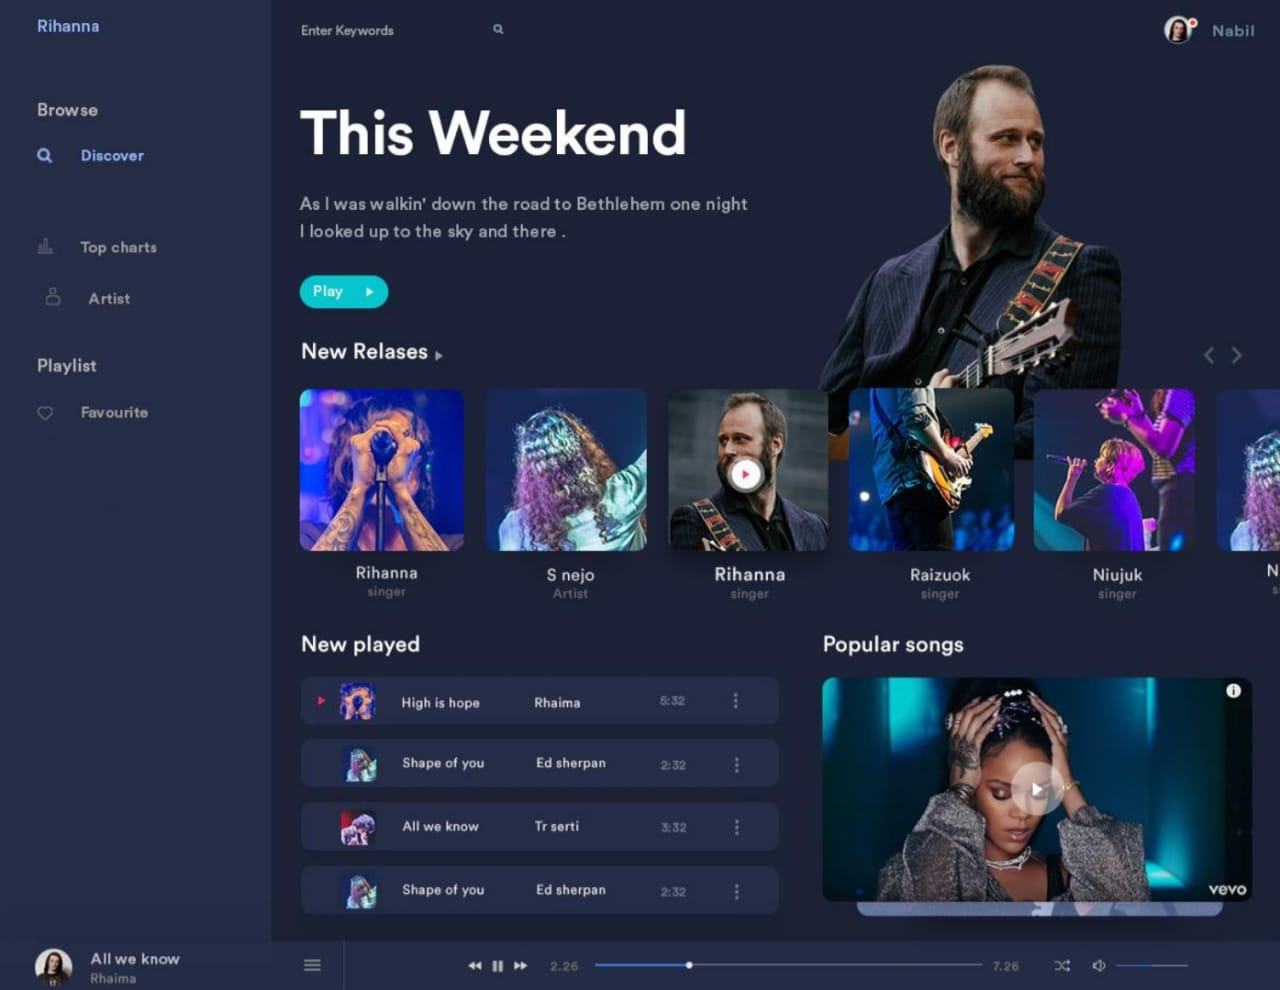 Rihanna
Enter Keywords
Nabil
Browse
Discover
Top charts
Artist
Playlist
Favourite
This Weekend
As I was walkin' down the road to Bethlehem one night
I looked up to the sky and there .
Play
New Relases
Rihanna
singer
S nejo
Artist
Rihanna
singer
Raizuok
singer
Niujuk
singer
N
s
New played
High is hope Rhaima 5:32
Shape of you Ed sherpan 2:32
All we know Tr serti 3:32
Shape of you Ed sherpan 2:32
Popular songs
vevo
All we know
Rhaima
2.26
7.26